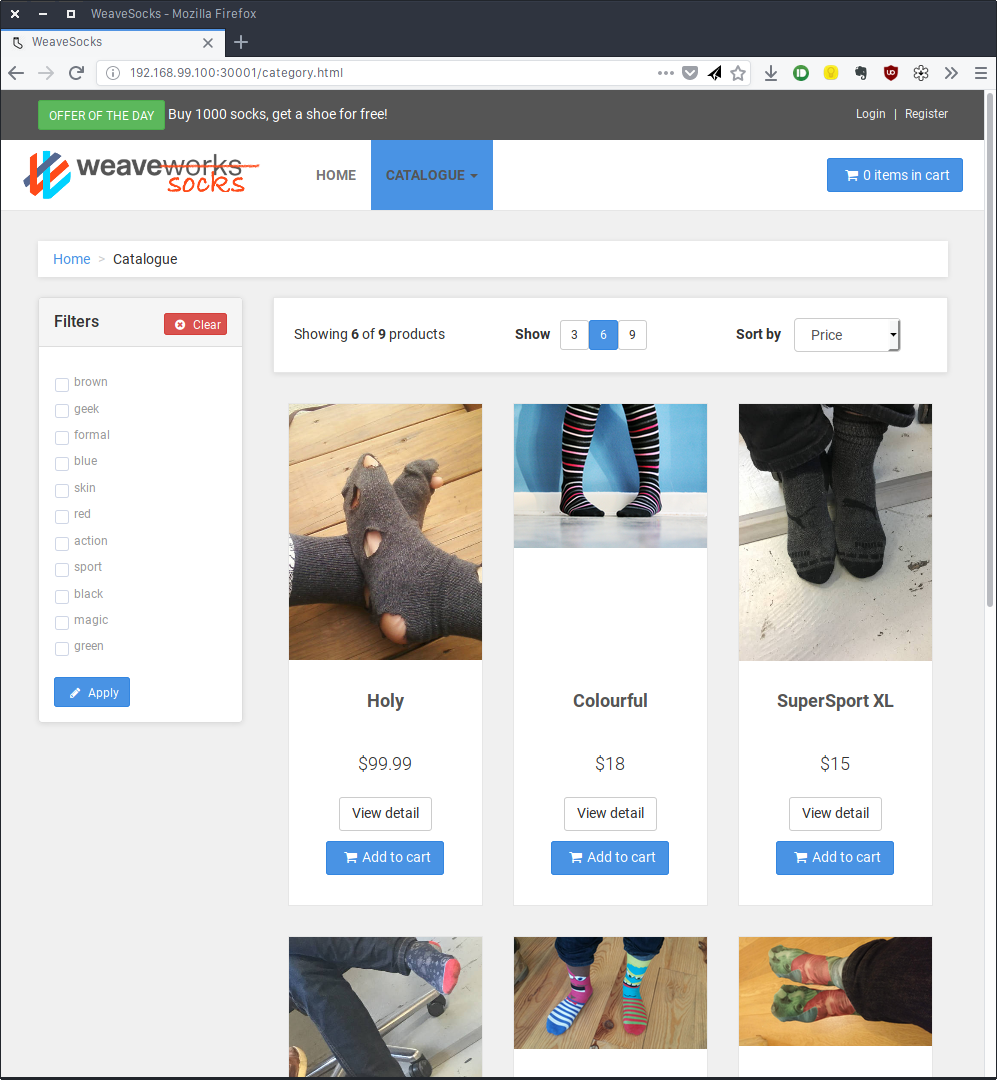 WeaveSocks - Mozilla Firefox
WeaveSocks
192.168.99.100:30001/category.html
OFFER OF THE DAY Buy 1000 socks, get a shoe for free!
Login | Register
weaveworks
socks
HOME
CATALOGUE
0 items in cart
Home > Catalogue
Filters
Clear
brown
geek
formal
blue
skin
red
action
sport
black
magic
green
Apply
Showing 6 of 9 products
Show 3 6 9
Sort by Price
Holy
$99.99
View detail
Add to cart
Colourful
$18
View detail
Add to cart
SuperSport XL
$15
View detail
Add to cart